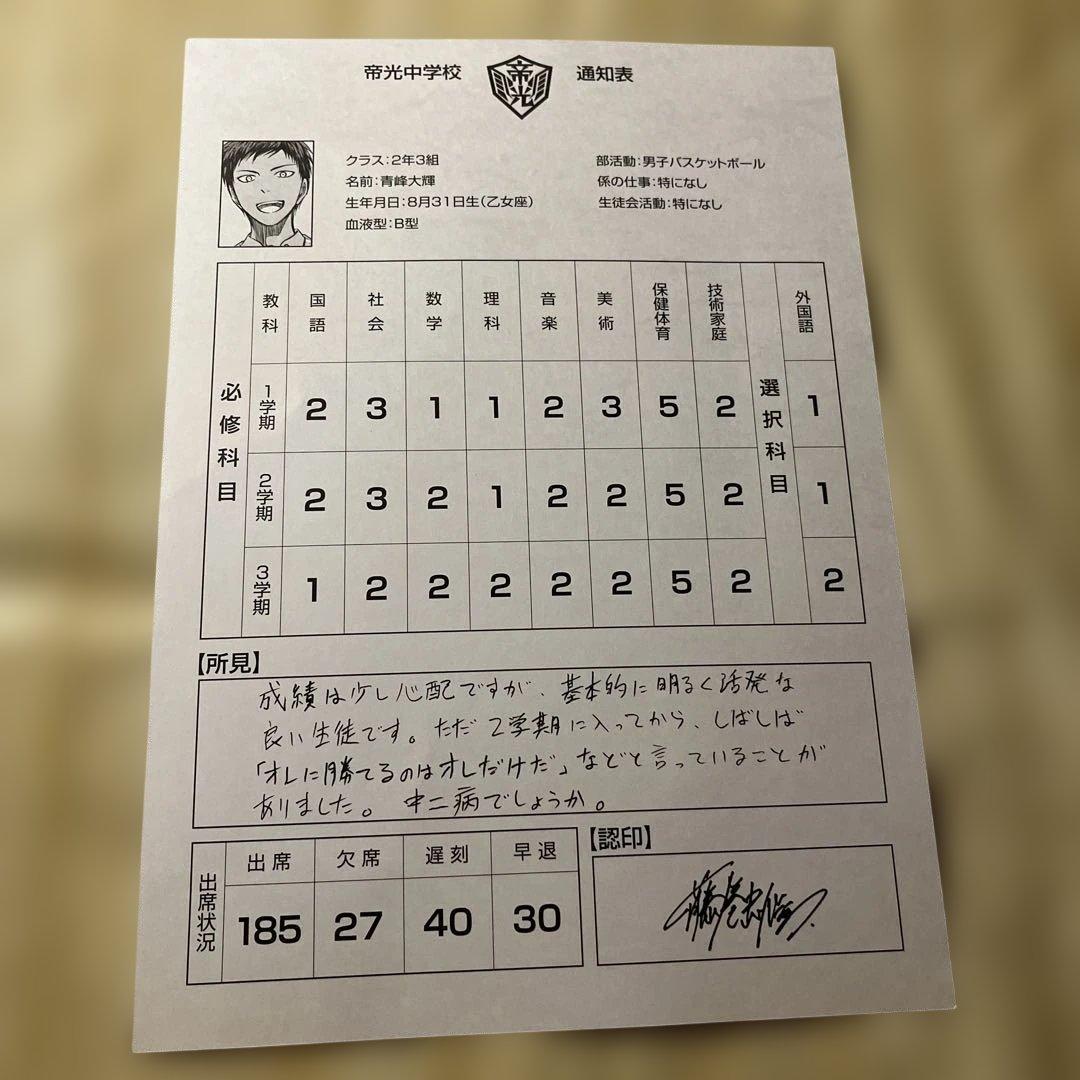 帝光中学校 帝光 通知表
クラス:2年3組
名前:青峰大輝
生年月日:8月31日生(乙女座)
血液型:B型
部活動:男子バスケットボール
係の仕事:特になし
生徒会活動:特になし
必修科目
教科 国語 社会 数学 理科 音楽 美術 保健体育 技術家庭 選択科目 外国語
1学期 2 3 1 1 2 3 5 2 1
2学期 2 3 2 1 2 2 5 2 1
3学期 1 2 2 2 2 2 5 2 2
【所見】
成績は少し心配ですが、基本的に明るく活発な
良い生徒です。ただ2学期に入ってから、しばしば
「オレに勝てるのはオレだけだ」などと言っていることが
ありました。中二病でしょうか。
出席状況
出席 欠席 遅刻 早退
185 27 40 30
【認印】
藤巻忠俊